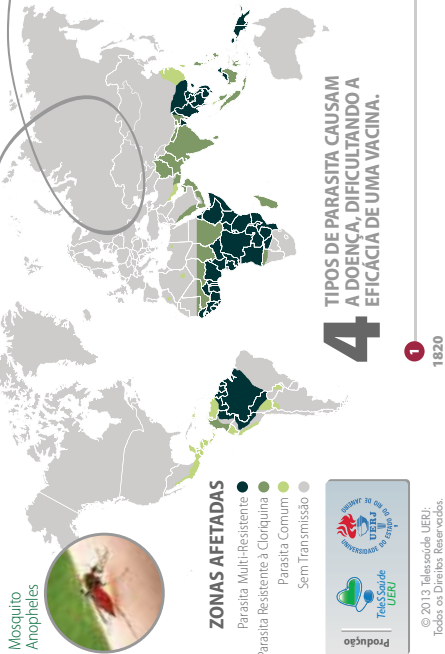 Mosquito
Anopheles
ZONAS AFETADAS
Parasita Multi-Resistente
Parasita Resistente à Cloriquina
Parasita Comum
Sem Transmissão
4
TIPOS DE PARASITA CAUSAM
A DOENÇA, DIFICULTANDO A
EFICÁCIA DE UMA VACINA.
1
1820
Produção
TeleSSaúde
UERJ
UNIVERSIDADE DO ESTADO DO RIO DE JANEIRO
UERJ
© 2013 Telessaúde UERJ:
Todos os Direitos Reservados.